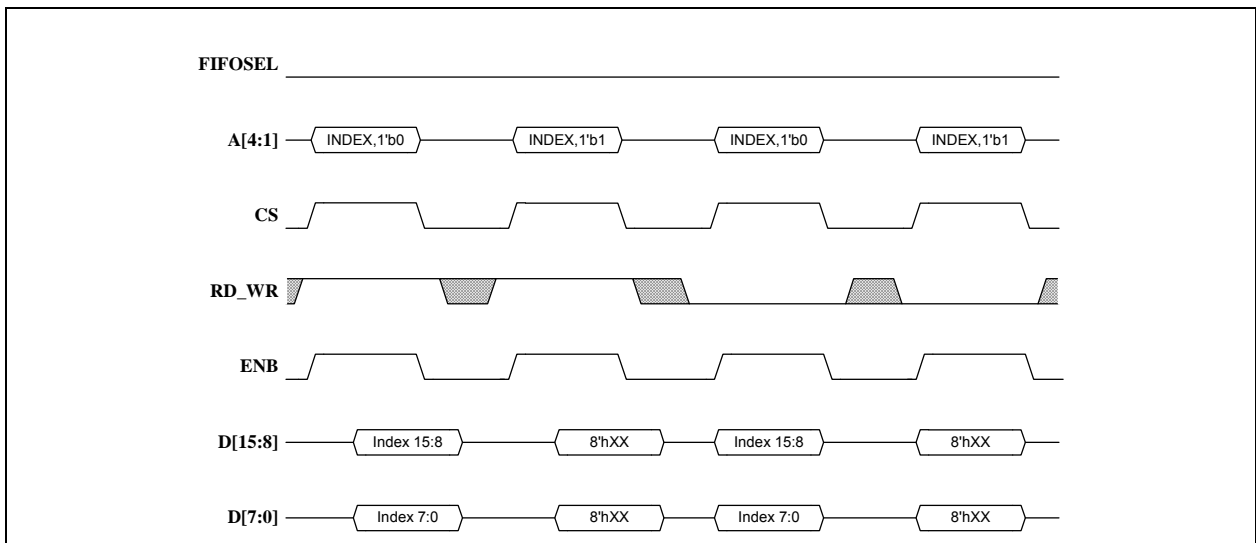 FIFOSEL
A[4:1] INDEX,1'b0 INDEX,1'b1 INDEX,1'b0 INDEX,1'b1
CS
RD_WR
ENB
D[15:8] Index 15:8 8'hXX Index 15:8 8'hXX
D[7:0] Index 7:0 8'hXX Index 7:0 8'hXX